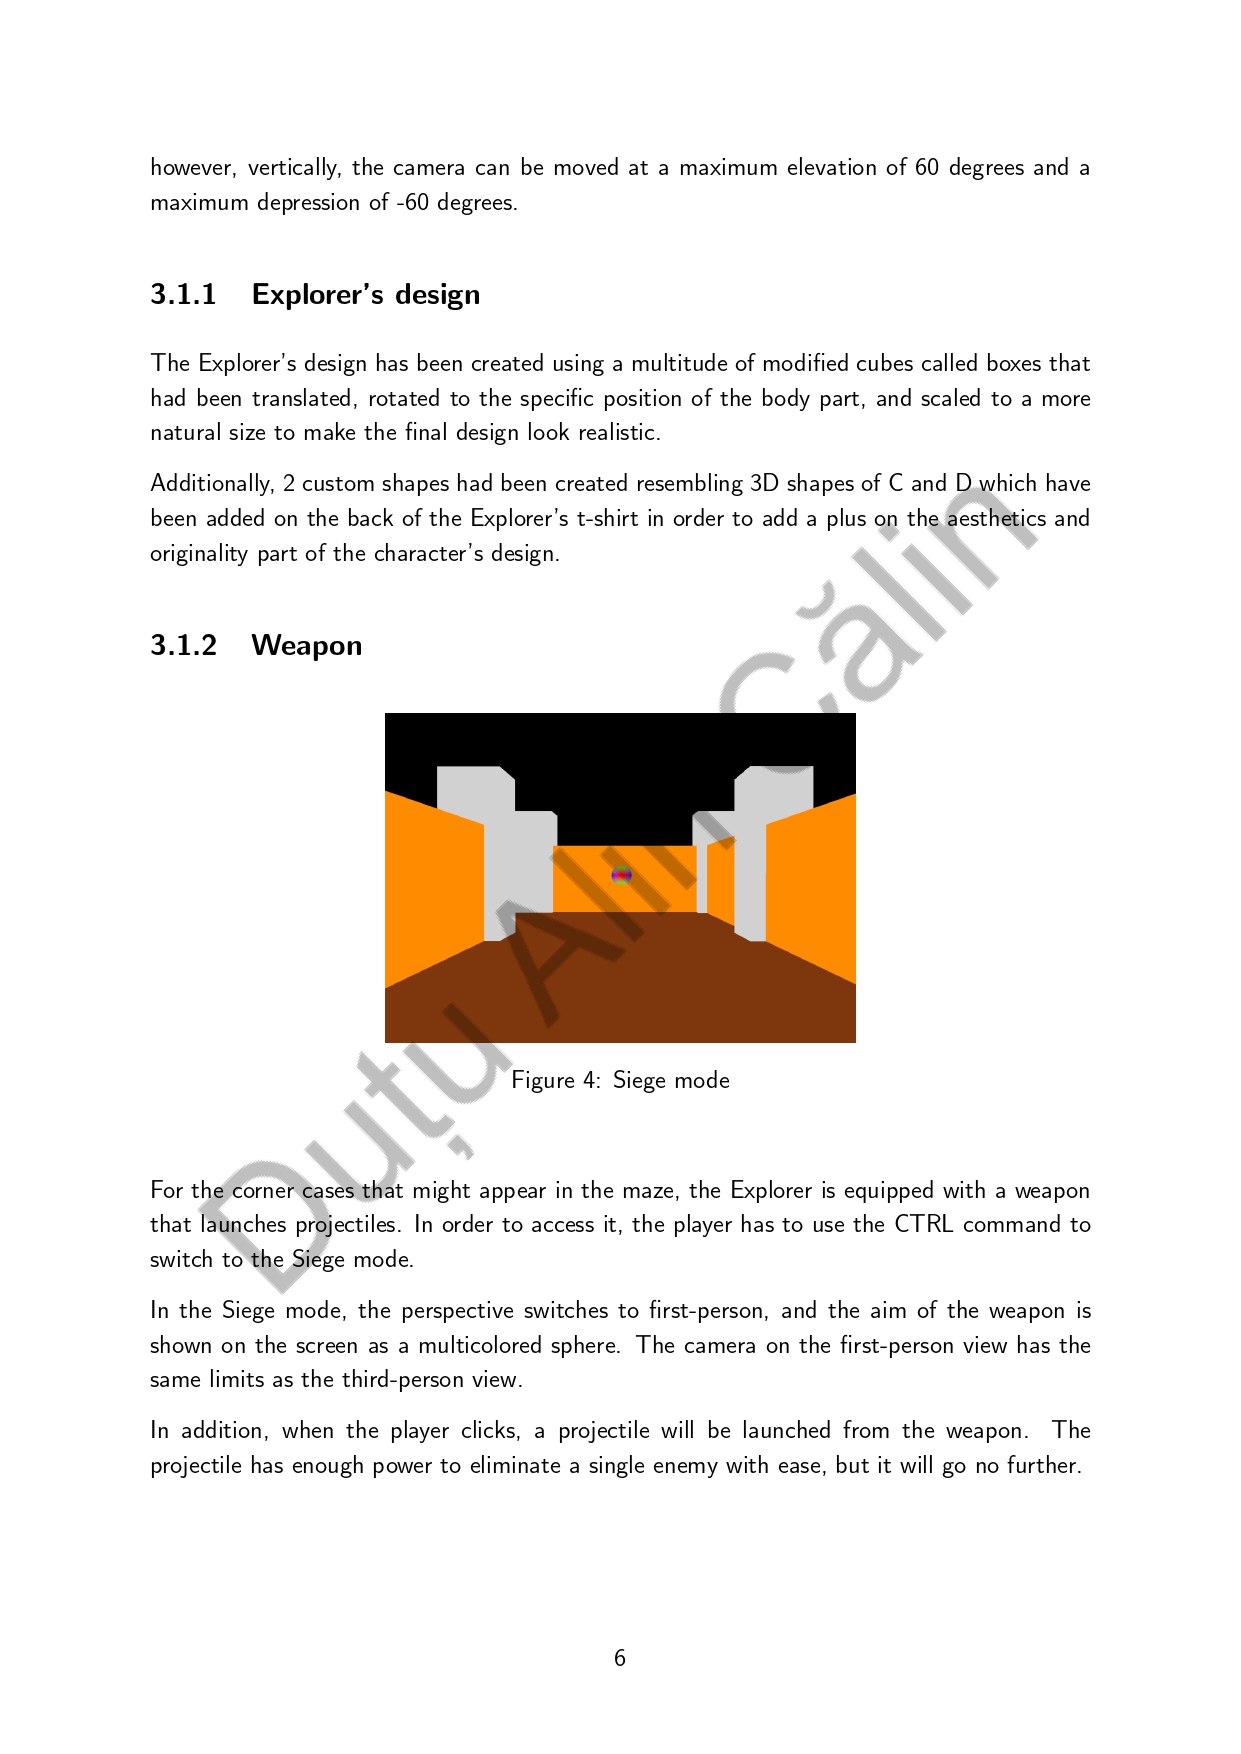 however, vertically, the camera can be moved at a maximum elevation of 60 degrees and a
maximum depression of -60 degrees.
3.1.1 Explorer's design
The Explorer's design has been created using a multitude of modified cubes called boxes that
had been translated, rotated to the specific position of the body part, and scaled to a more
natural size to make the final design look realistic.
Additionally, 2 custom shapes had been created resembling 3D shapes of C and D which have
been added on the back of the Explorer's t-shirt in order to add a plus on the aesthetics and
originality part of the character's design.
3.1.2 Weapon
Duțu Alin Călin
Figure 4: Siege mode
For the corner cases that might appear in the maze, the Explorer is equipped with a weapon
that launches projectiles. In order to access it, the player has to use the CTRL command to
switch to the Siege mode.
In the Siege mode, the perspective switches to first-person, and the aim of the weapon is
shown on the screen as a multicolored sphere. The camera on the first-person view has the
same limits as the third-person view.
In addition, when the player clicks, a projectile will be launched from the weapon. The
projectile has enough power to eliminate a single enemy with ease, but it will go no further.
6